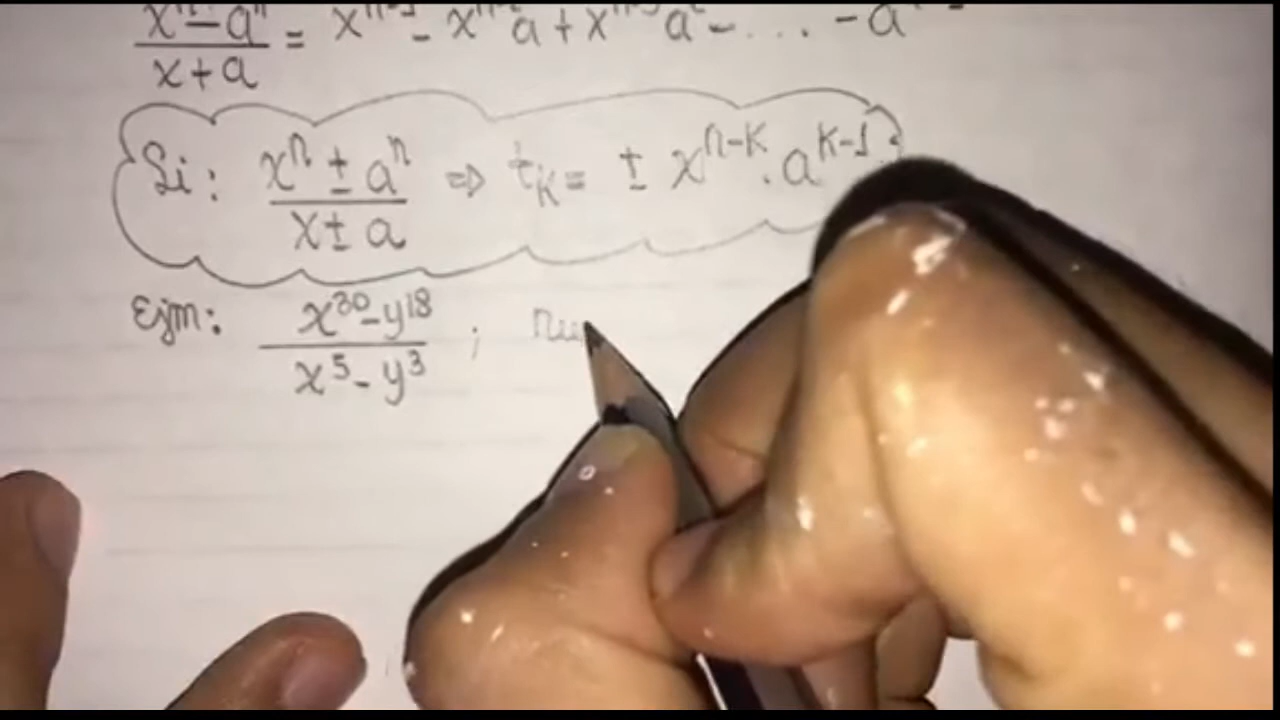 xⁿ - aⁿ / x + a = xⁿ⁻¹ - xⁿ⁻²a + xⁿ⁻³a² - ... - aⁿ⁻¹
Si: xⁿ ± aⁿ / x ± a ⇒ t_K = ± xⁿ⁻ᴷ . aᴷ⁻¹
Ejm: x³⁰ - y¹⁸ / x⁵ - y³ ;